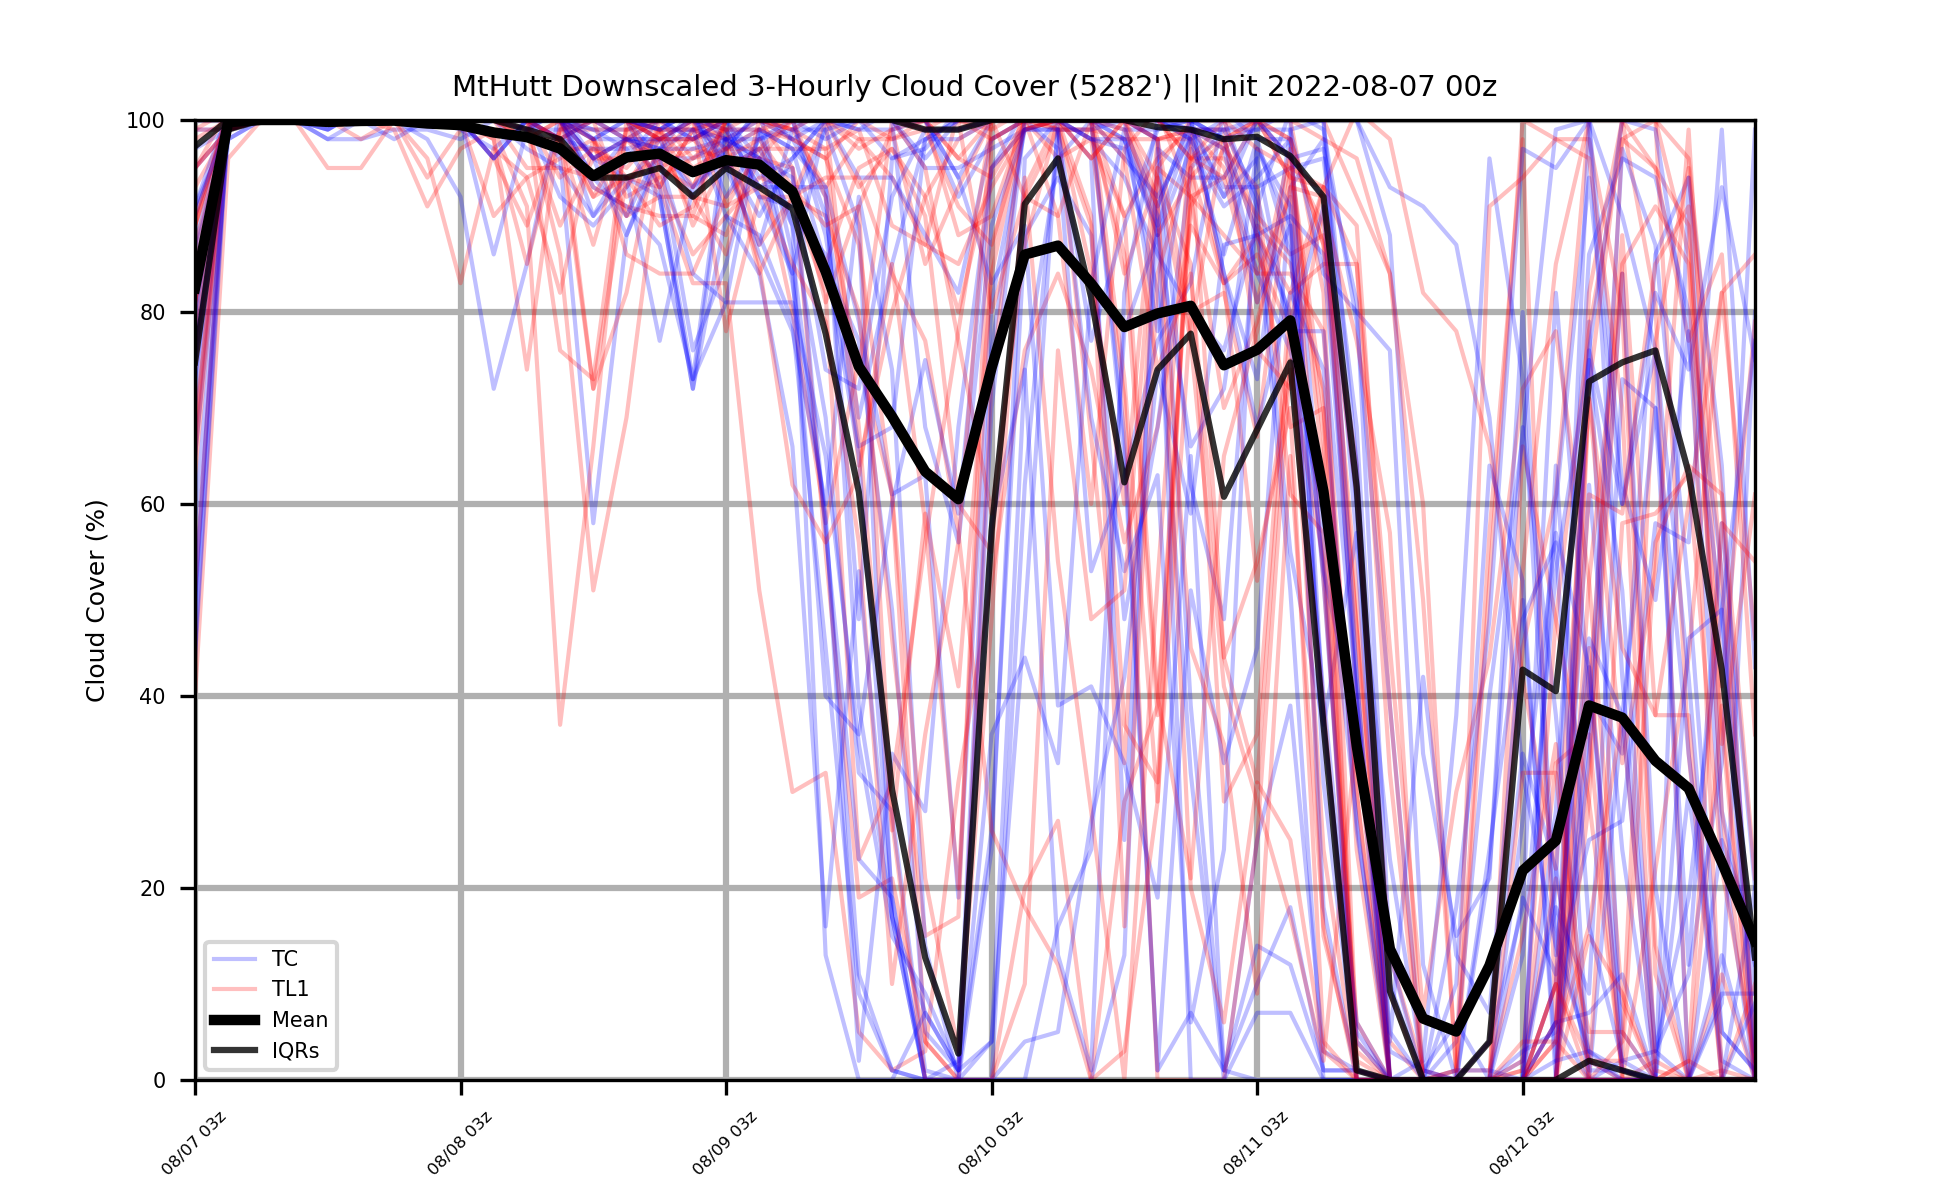 MtHutt Downscaled 3-Hourly Cloud Cover (5282') || Init 2022-08-07 00z
Cloud Cover (%)
100
80
60
40
20
0
TC
TL1
Mean
IQRs
08/07 03z
08/08 03z
08/09 03z
08/10 03z
08/11 03z
08/12 03z